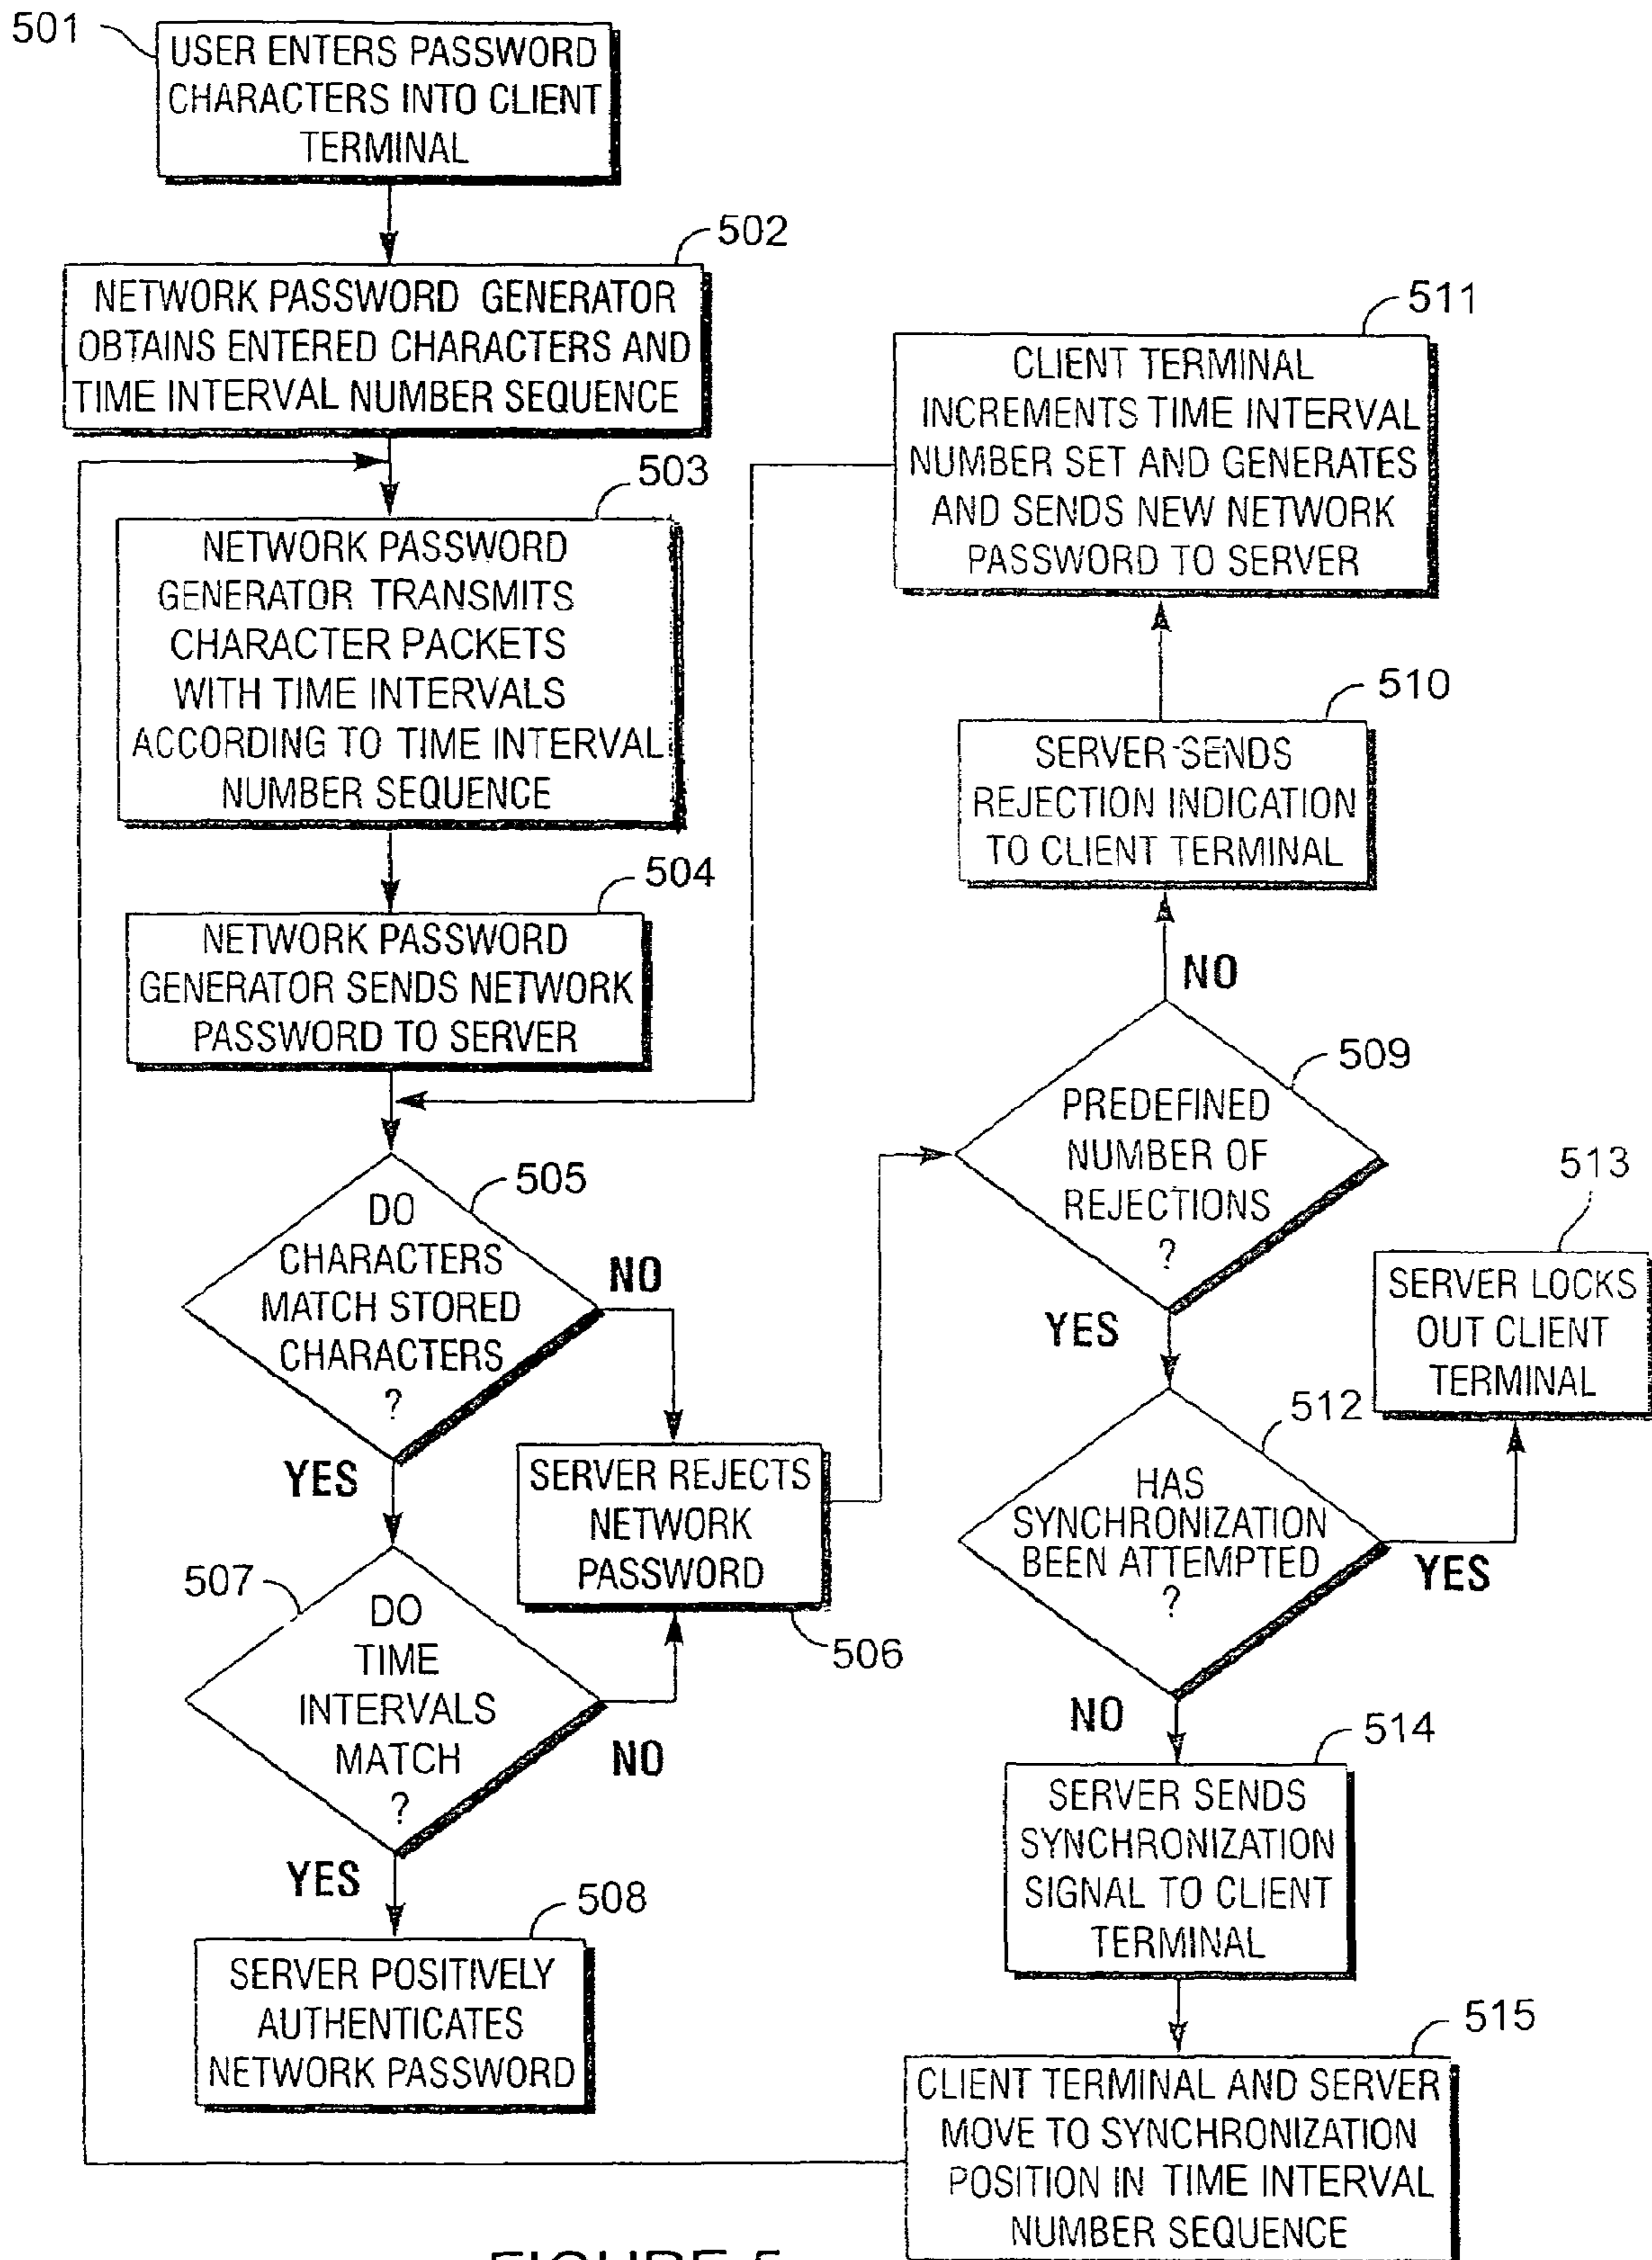 501
USER ENTERS PASSWORD
CHARACTERS INTO CLIENT
TERMINAL
502
NETWORK PASSWORD GENERATOR
OBTAINS ENTERED CHARACTERS AND
TIME INTERVAL NUMBER SEQUENCE
503
NETWORK PASSWORD
GENERATOR TRANSMITS
CHARACTER PACKETS
WITH TIME INTERVALS
ACCORDING TO TIME INTERVAL
NUMBER SEQUENCE
504
NETWORK PASSWORD
GENERATOR SENDS NETWORK
PASSWORD TO SERVER
505
DO
CHARACTERS
MATCH STORED
CHARACTERS
?
NO
YES
SERVER REJECTS
NETWORK
PASSWORD
506
507
DO
TIME
INTERVALS
MATCH
?
NO
YES
508
SERVER POSITIVELY
AUTHENTICATES
NETWORK PASSWORD
511
CLIENT TERMINAL
INCREMENTS TIME INTERVAL
NUMBER SET AND GENERATES
AND SENDS NEW NETWORK
PASSWORD TO SERVER
510
SERVER SENDS
REJECTION INDICATION
TO CLIENT TERMINAL
NO
509
PREDEFINED
NUMBER OF
REJECTIONS
?
YES
513
SERVER LOCKS
OUT CLIENT
TERMINAL
512
HAS
SYNCHRONIZATION
BEEN ATTEMPTED
?
YES
NO
514
SERVER SENDS
SYNCHRONIZATION
SIGNAL TO CLIENT
TERMINAL
515
CLIENT TERMINAL AND SERVER
MOVE TO SYNCHRONIZATION
POSITION IN TIME INTERVAL
NUMBER SEQUENCE
FIGURE 5